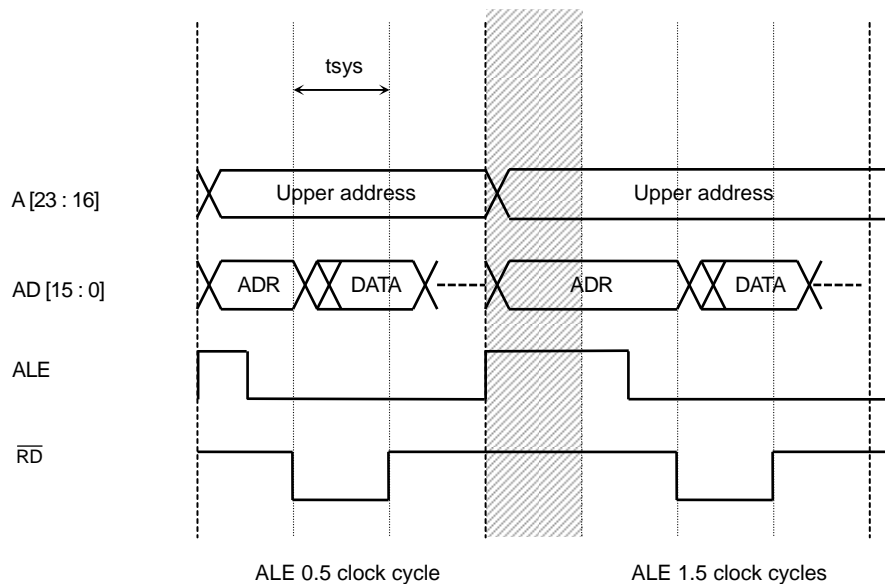 tsys
A [23 : 16]
Upper address
Upper address
AD [15 : 0]
ADR
DATA
ADR
DATA
ALE
RD
ALE 0.5 clock cycle
ALE 1.5 clock cycles